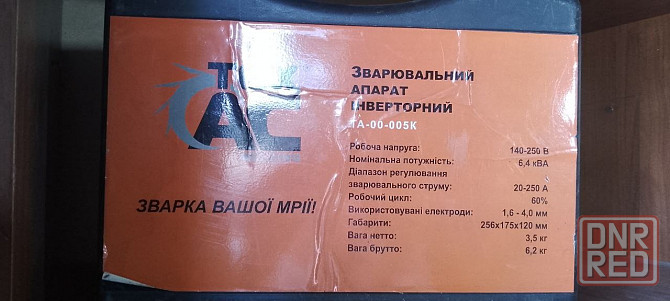 ТЕХ
АС
ЗВАРКА ВАШОЇ МРІЇ!
ЗВАРЮВАЛЬНИЙ
АПАРАТ
ІНВЕРТОРНИЙ
ТА-00-005К
Робоча напруга: 140-250 В
Номінальна потужність: 6,4 кВА
Діапазон регулювання
зварювального струму: 20-250 А
Робочий цикл: 60%
Використовувані електроди: 1,6 - 4,0 мм
Габарити: 256х175х120 мм
Вага нетто: 3,5 кг
Вага брутто: 6,2 кг
DNR
RED